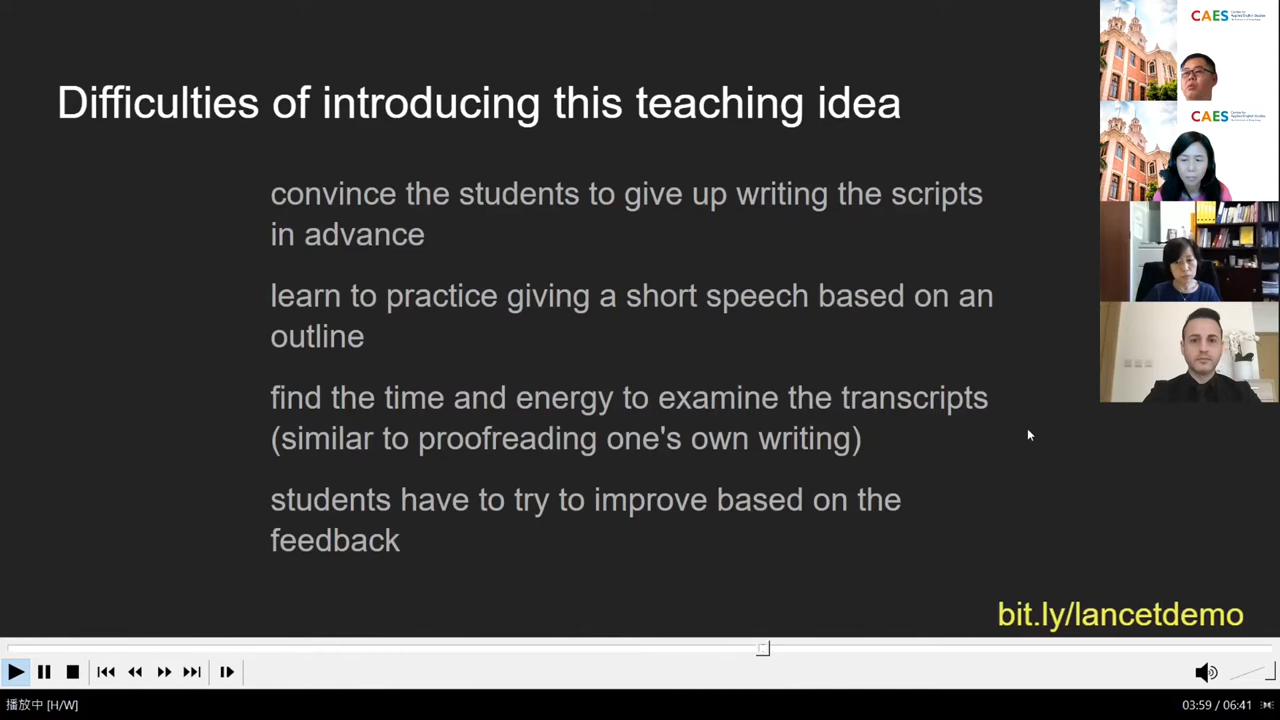 Difficulties of introducing this teaching idea
convince the students to give up writing the scripts
in advance
learn to practice giving a short speech based on an
outline
find the time and energy to examine the transcripts
(similar to proofreading one's own writing)
students have to try to improve based on the
feedback
bit.ly/lancetdemo
CAES
CAES
播放中 [H/W]
03:59 / 06:41